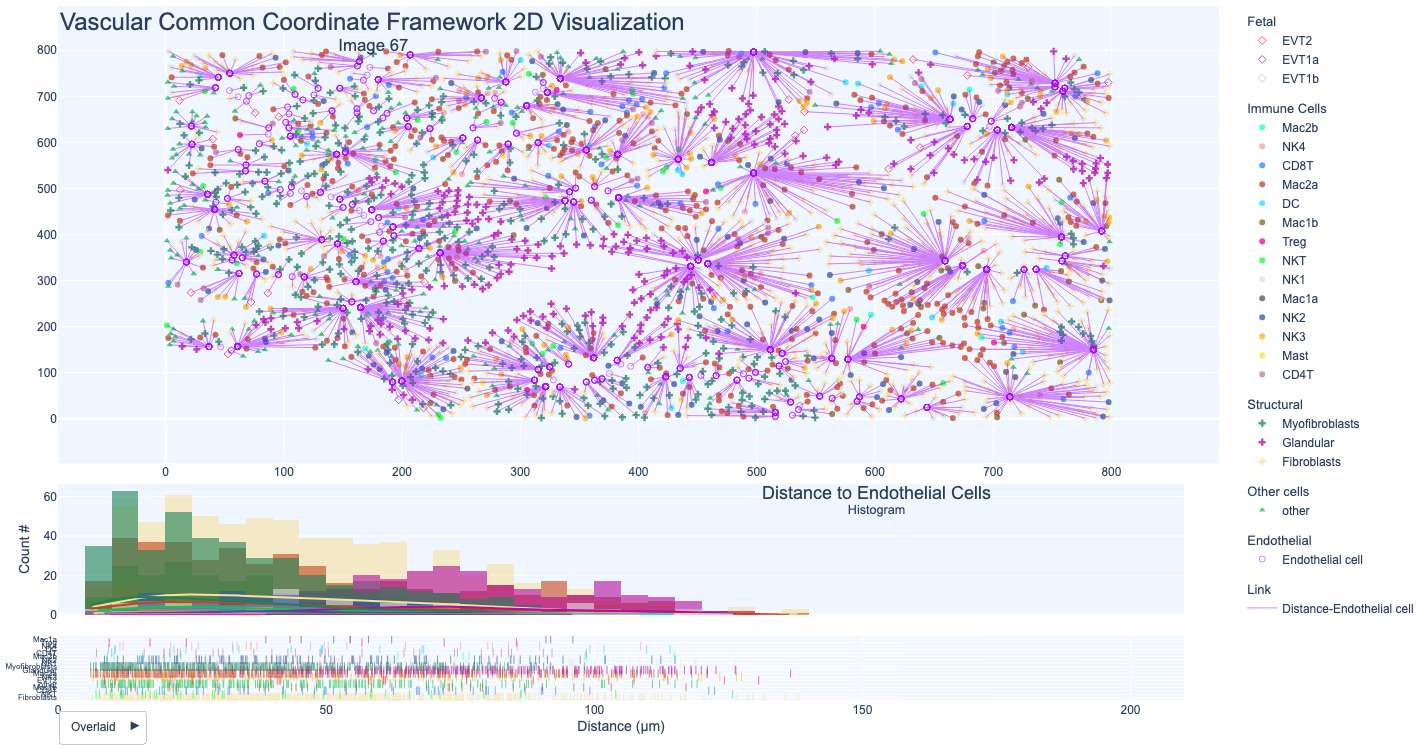 Vascular Common Coordinate Framework 2D Visualization
Image 67
800
700
600
500
400
300
200
100
0
0 100 200 300 400 500 600 700 800
Fetal
EVT2
EVT1a
EVT1b
Immune Cells
Mac2b
NK4
CD8T
Mac2a
DC
Mac1b
Treg
NKT
NK1
Mac1a
NK2
NK3
Mast
CD4T
Structural
Myofibroblasts
Glandular
Fibroblasts
Other cells
other
Endothelial
Endothelial cell
Link
Distance-Endothelial cell
Distance to Endothelial Cells
Histogram
Count #
60
40
20
0
Mac1a
Myofibroblasts
Glandular
Fibroblasts
0 50 100 150 200
Distance (μm)
Overlaid